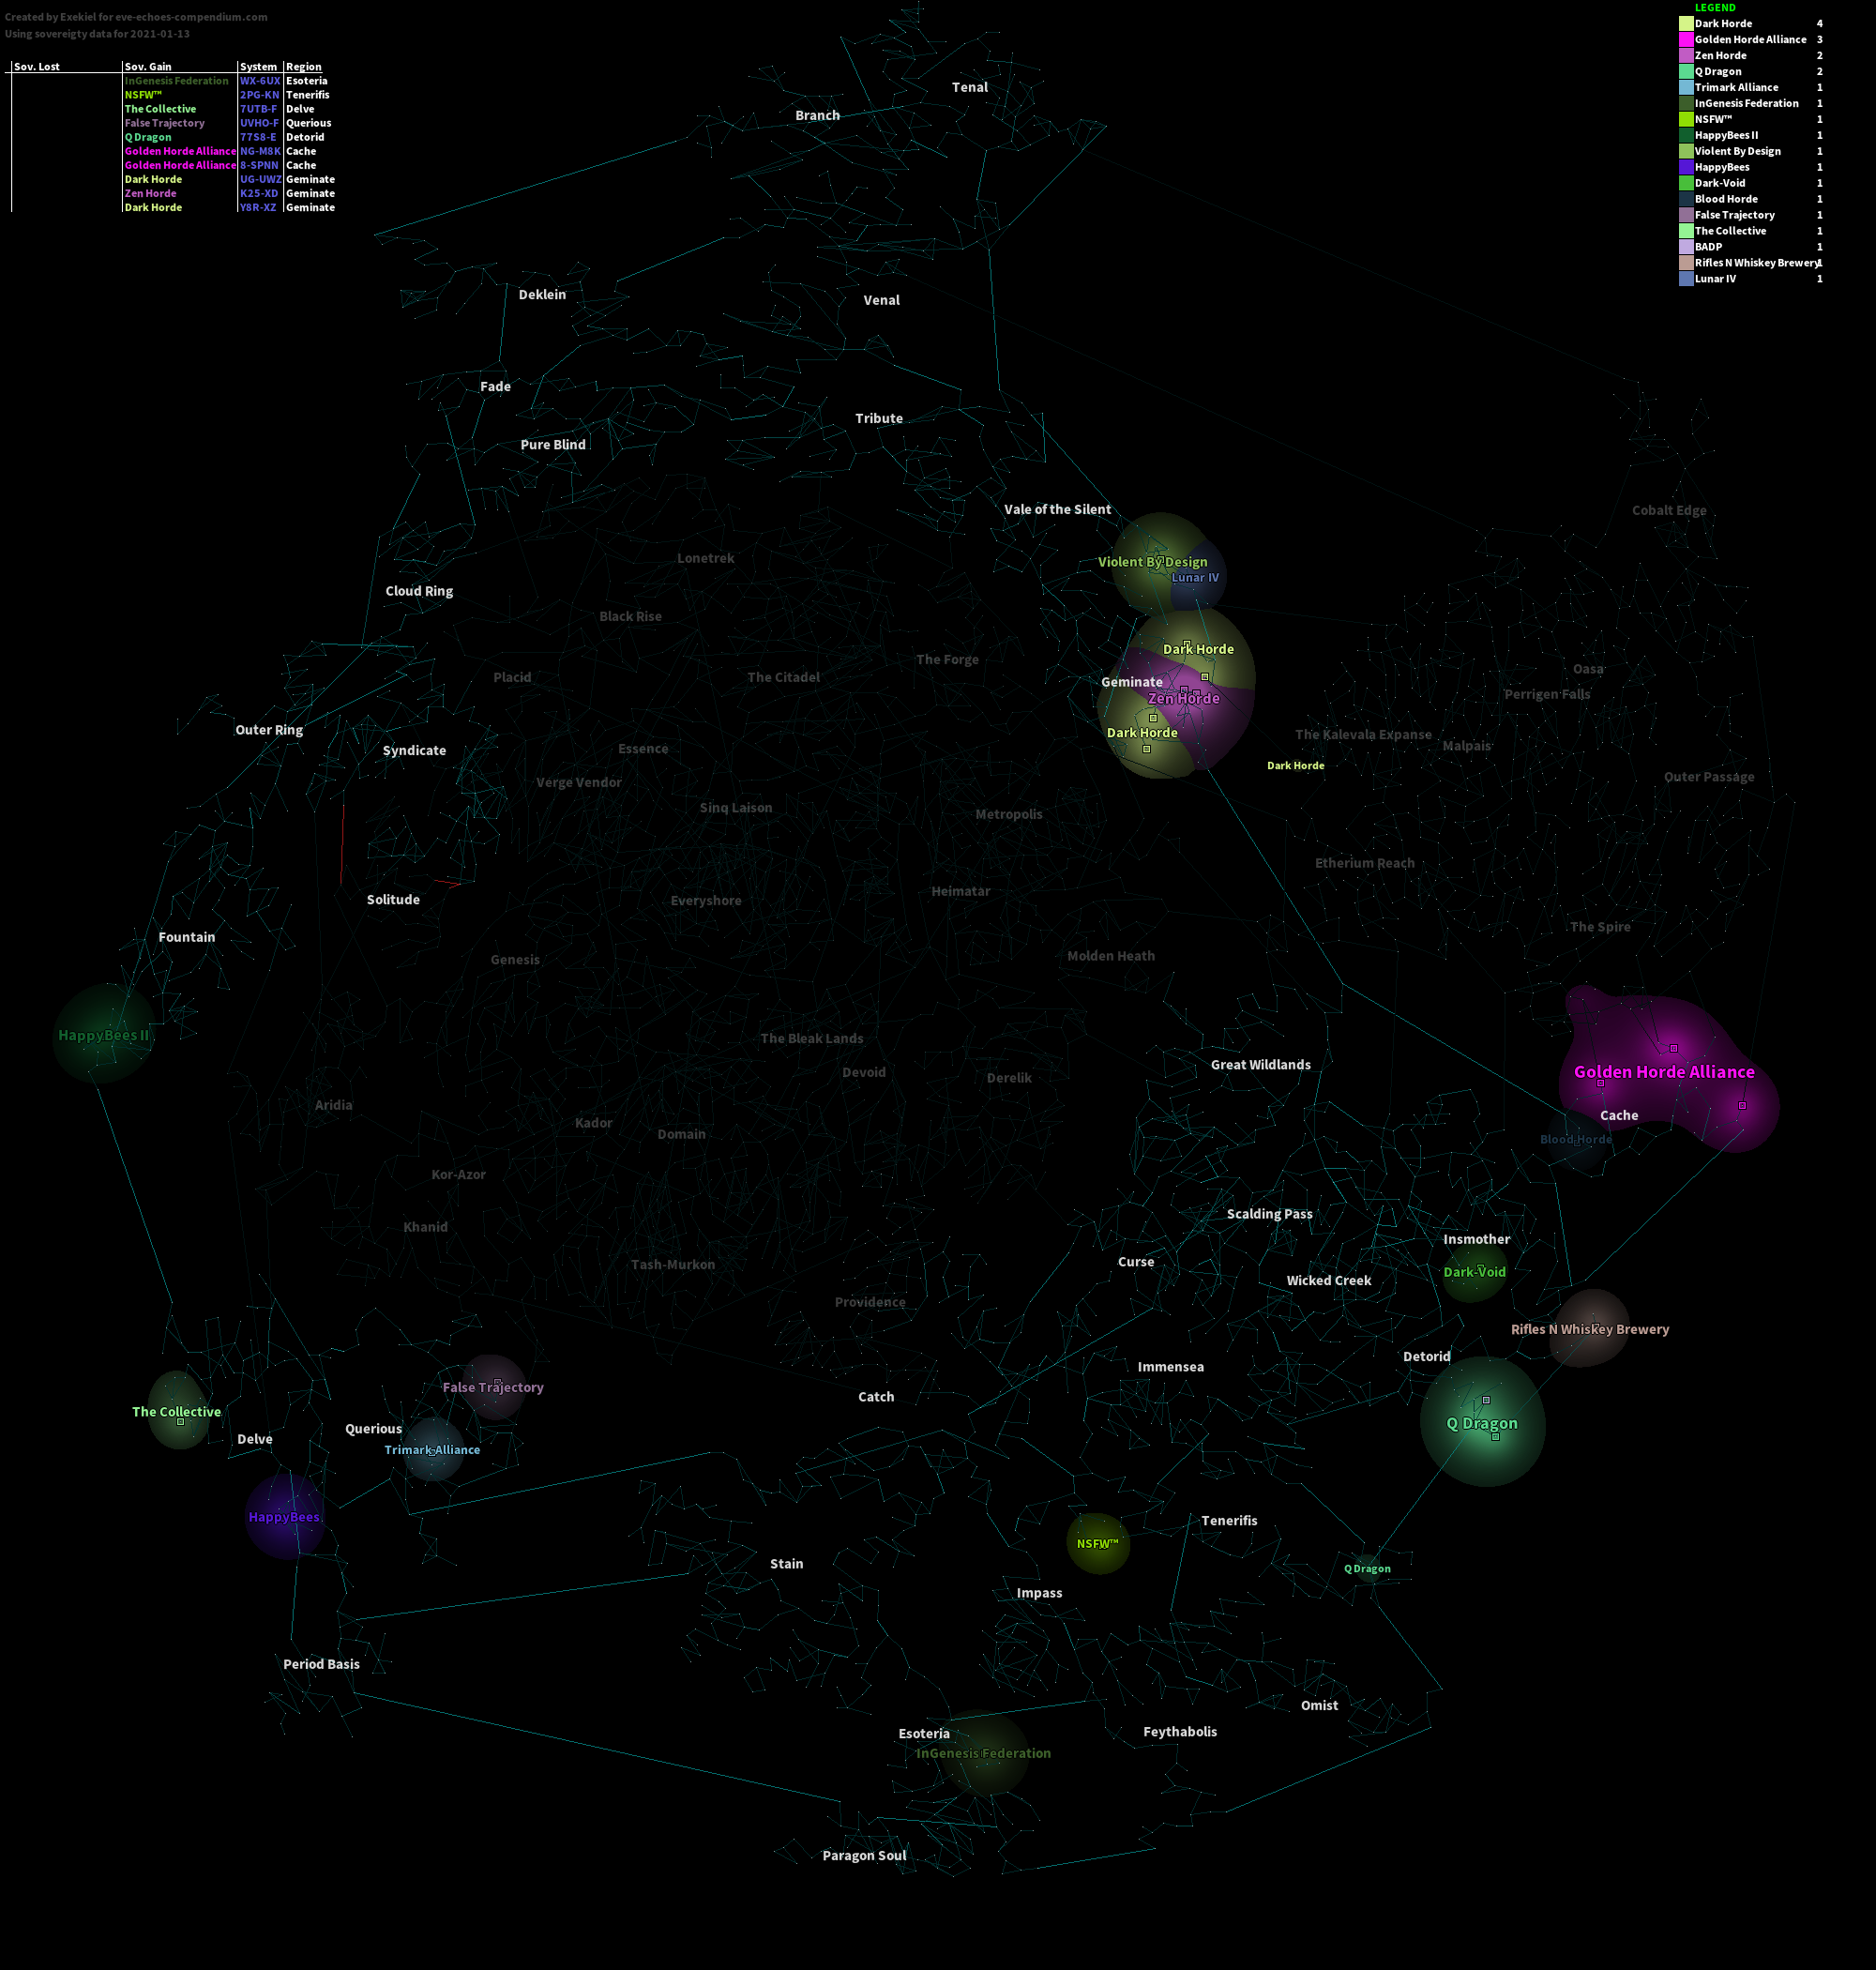 Created by Exekiel for eve-echoes-compendium.com
Using sovereigty data for 2021-01-13
Sov. Lost Sov. Gain System Region
InGenesis Federation WX-6UX Esoteria
NSFW™ 2PG-KN Tenerifis
The Collective 7UTB-F Delve
False Trajectory UVHO-F Querious
Q Dragon 77S8-E Detorid
Golden Horde Alliance NG-M8K Cache
Golden Horde Alliance 8-SPNN Cache
Dark Horde UG-UWZ Geminate
Zen Horde K25-XD Geminate
Dark Horde Y8R-XZ Geminate
LEGEND
Dark Horde 4
Golden Horde Alliance 3
Zen Horde 2
Q Dragon 2
Trimark Alliance 1
InGenesis Federation 1
NSFW™ 1
HappyBees II 1
Violent By Design 1
HappyBees 1
Dark-Void 1
Blood Horde 1
False Trajectory 1
The Collective 1
BADP 1
Rifles N Whiskey Brewery 1
Lunar IV 1
Tenal
Branch
Deklein
Venal
Fade
Tribute
Pure Blind
Vale of the Silent
Cobalt Edge
Lonetrek
Violent By Design
Lunar IV
Cloud Ring
Black Rise
Dark Horde
The Forge
Oasa
Placid
The Citadel
Geminate
Perrigen Falls
Zen Horde
Outer Ring
Dark Horde
The Kalevala Expanse
Syndicate
Essence
Malpais
Dark Horde
Outer Passage
Verge Vendor
Sinq Laison
Metropolis
Etherium Reach
Heimatar
Solitude
Everyshore
The Spire
Fountain
Genesis
Molden Heath
HappyBees II
The Bleak Lands
Great Wildlands
Devoid
Golden Horde Alliance
Derelik
Aridia
Cache
Kador
Domain
Blood Horde
Kor-Azor
Scalding Pass
Khanid
Insmother
Curse
Tash-Murkon
Dark-Void
Wicked Creek
Providence
Rifles N Whiskey Brewery
Detorid
Immensea
False Trajectory
Catch
The Collective
Q Dragon
Querious
Delve
Trimark Alliance
HappyBees
Tenerifis
NSFW™
Stain
Q Dragon
Impass
Period Basis
Omist
Feythabolis
Esoteria
InGenesis Federation
Paragon Soul